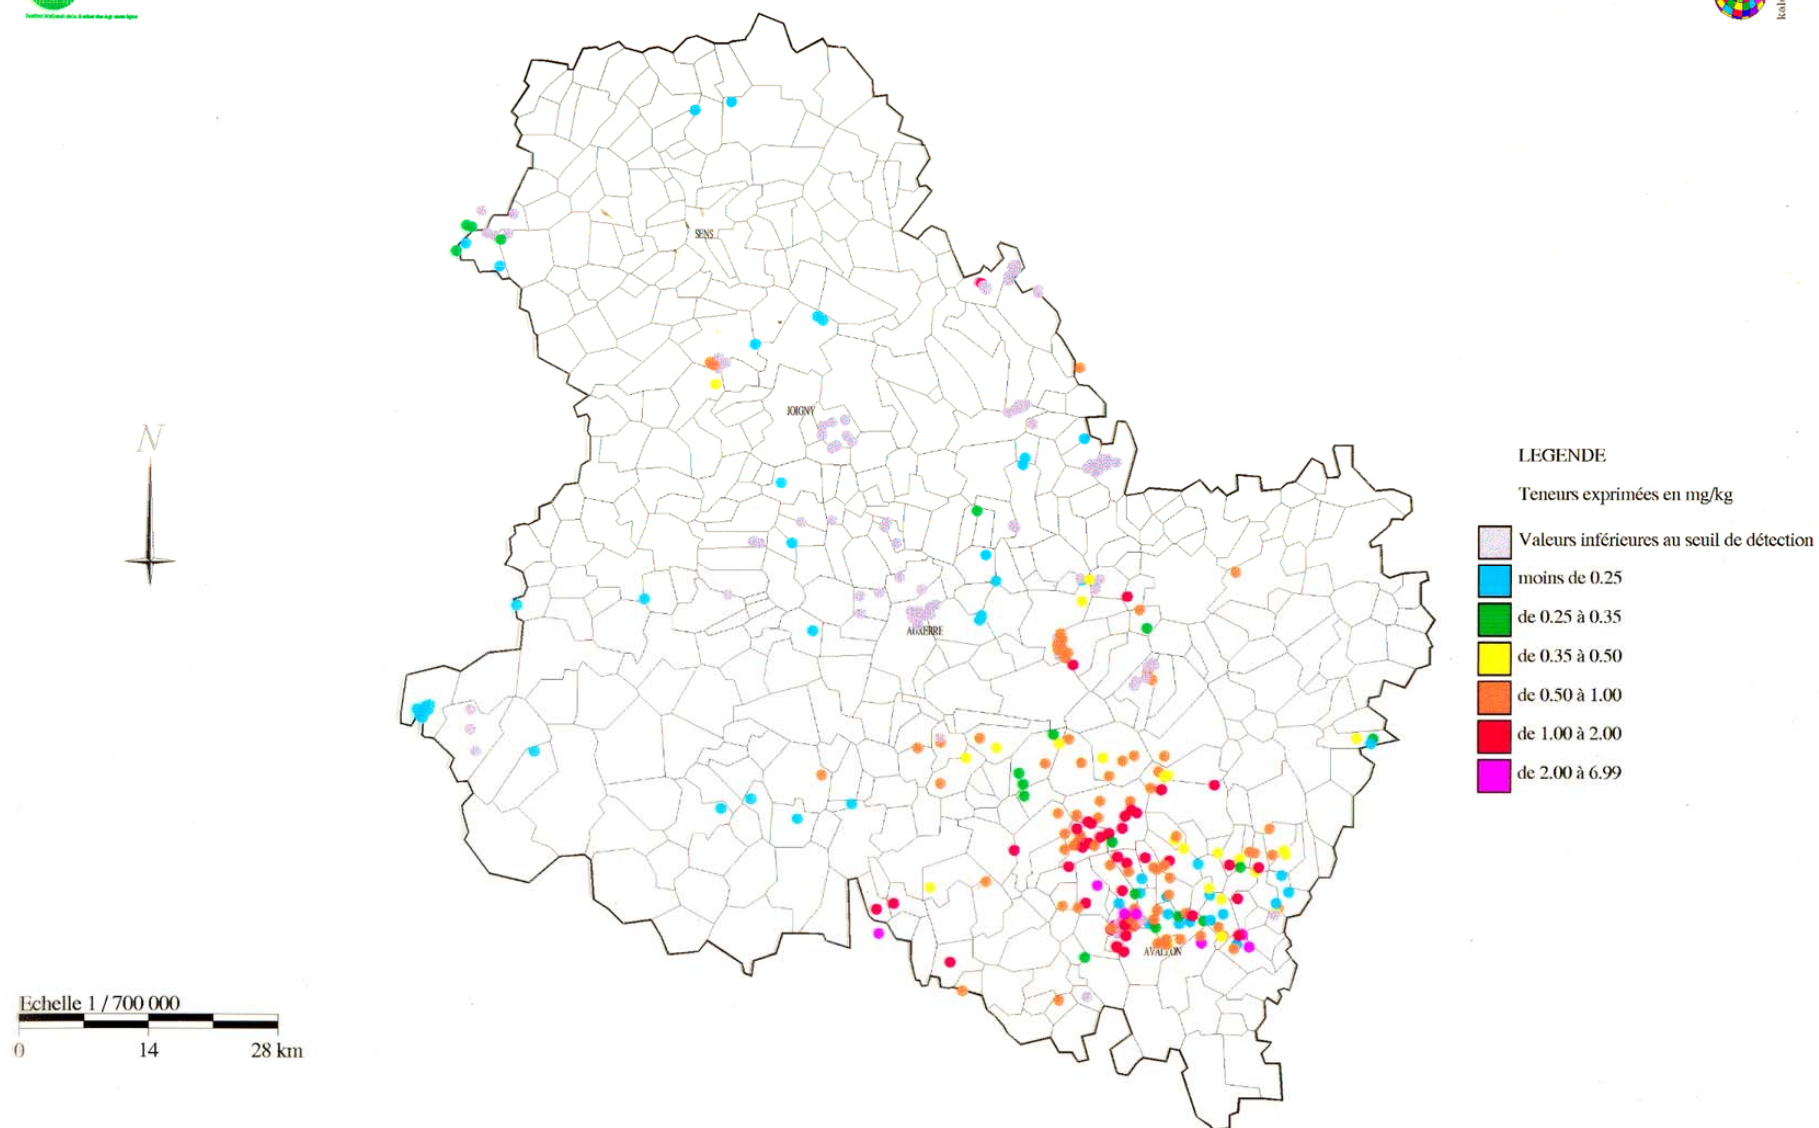 SENS
JOIGNY
N
LEGENDE
Teneurs exprimées en mg/kg
Valeurs inférieures au seuil de détection
moins de 0.25
de 0.25 à 0.35
de 0.35 à 0.50
de 0.50 à 1.00
de 1.00 à 2.00
de 2.00 à 6.99
AUXERRE
AVALLON
Echelle 1 / 700 000
0 14 28 km